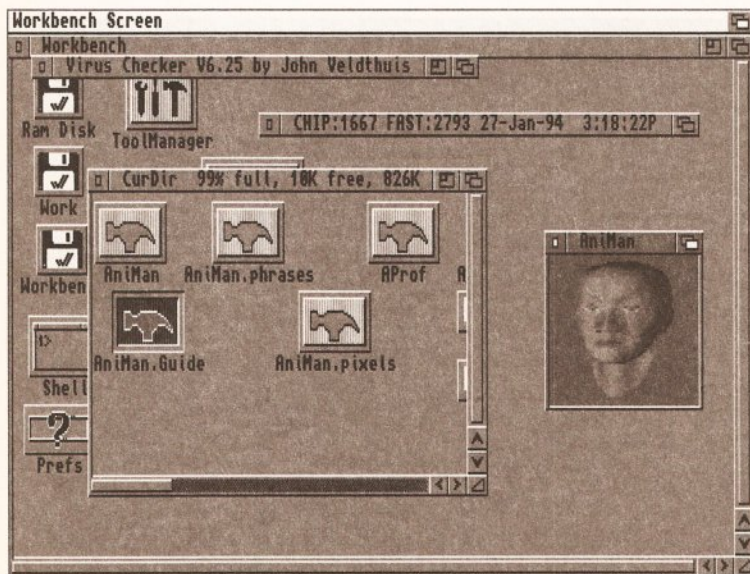 Workbench Screen
Workbench
Virus Checker V6.25 by John Veldthuis
CHIP:1667 FAST:2793 27-Jan-94 3:18:22P
Ram Disk
ToolManager
CurDir 99% full, 18K free, 826K
Work
AniMan
AniMan.phrases
AProf
A
AniMan
Workben
AniMan.Guide
AniMan.pixels
1>
Shell
?
Prefs